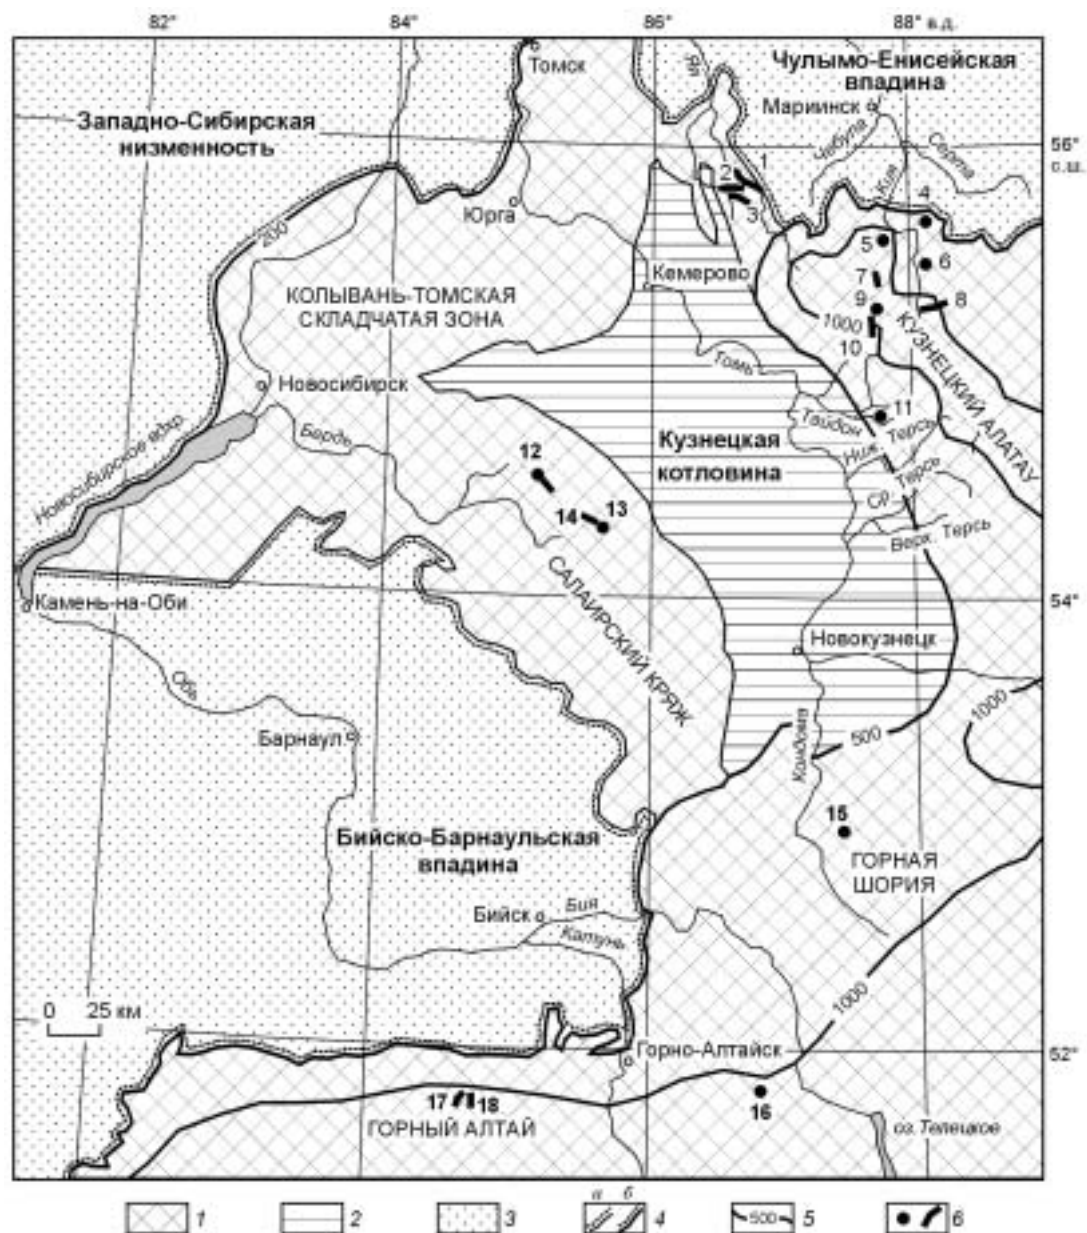 82°
84°
86°
88° в.д.
Томск
Яя
Чулымо-Енисейская
впадина
Мариинск
Западно-Сибирская
низменность
56°
с.ш.
Чебула
Серта
Кия
1
2
3
4
Юрга
200
5
6
Кемерово
7
8
КОЛЫВАНЬ-ТОМСКАЯ
СКЛАДЧАТАЯ ЗОНА
9
1000
10
КУЗНЕЦКИЙ АЛАТАУ
Томь
Новосибирск
11
Тайдон
Ниж. Терсь
Новосибирское вдхр.
Бердь
Кузнецкая
котловина
12
Ср. Терсь
14
13
Верх. Терсь
САЛАИРСКИЙ КРЯЖ
54°
Камень-на-Оби
Новокузнецк
Обь
1000
Барнаул
500
Кондома
15
Бийско-Барнаульская
впадина
ГОРНАЯ
ШОРИЯ
Бийск
Бия
Катунь
1000
0 25 км
Горно-Алтайск
52°
17
18
16
ГОРНЫЙ АЛТАЙ
оз. Телецкое
а б
1
2
3
4
500
5
6